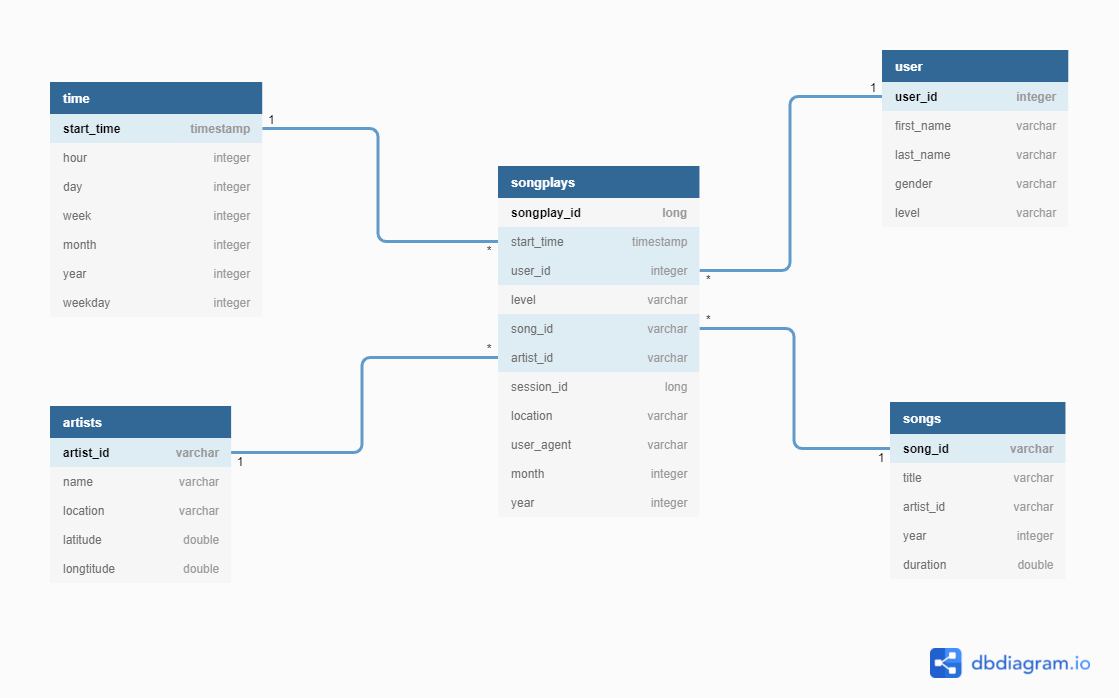 time
start_time timestamp
hour integer
day integer
week integer
month integer
year integer
weekday integer
1
artists
artist_id varchar
name varchar
location varchar
latitude double
longtitude double
1
songplays
songplay_id long
start_time timestamp
user_id integer
level varchar
song_id varchar
artist_id varchar
session_id long
location varchar
user_agent varchar
month integer
year integer
*
*
*
*
user
user_id integer
first_name varchar
last_name varchar
gender varchar
level varchar
1
songs
song_id varchar
title varchar
artist_id varchar
year integer
duration double
1
dbdiagram.io